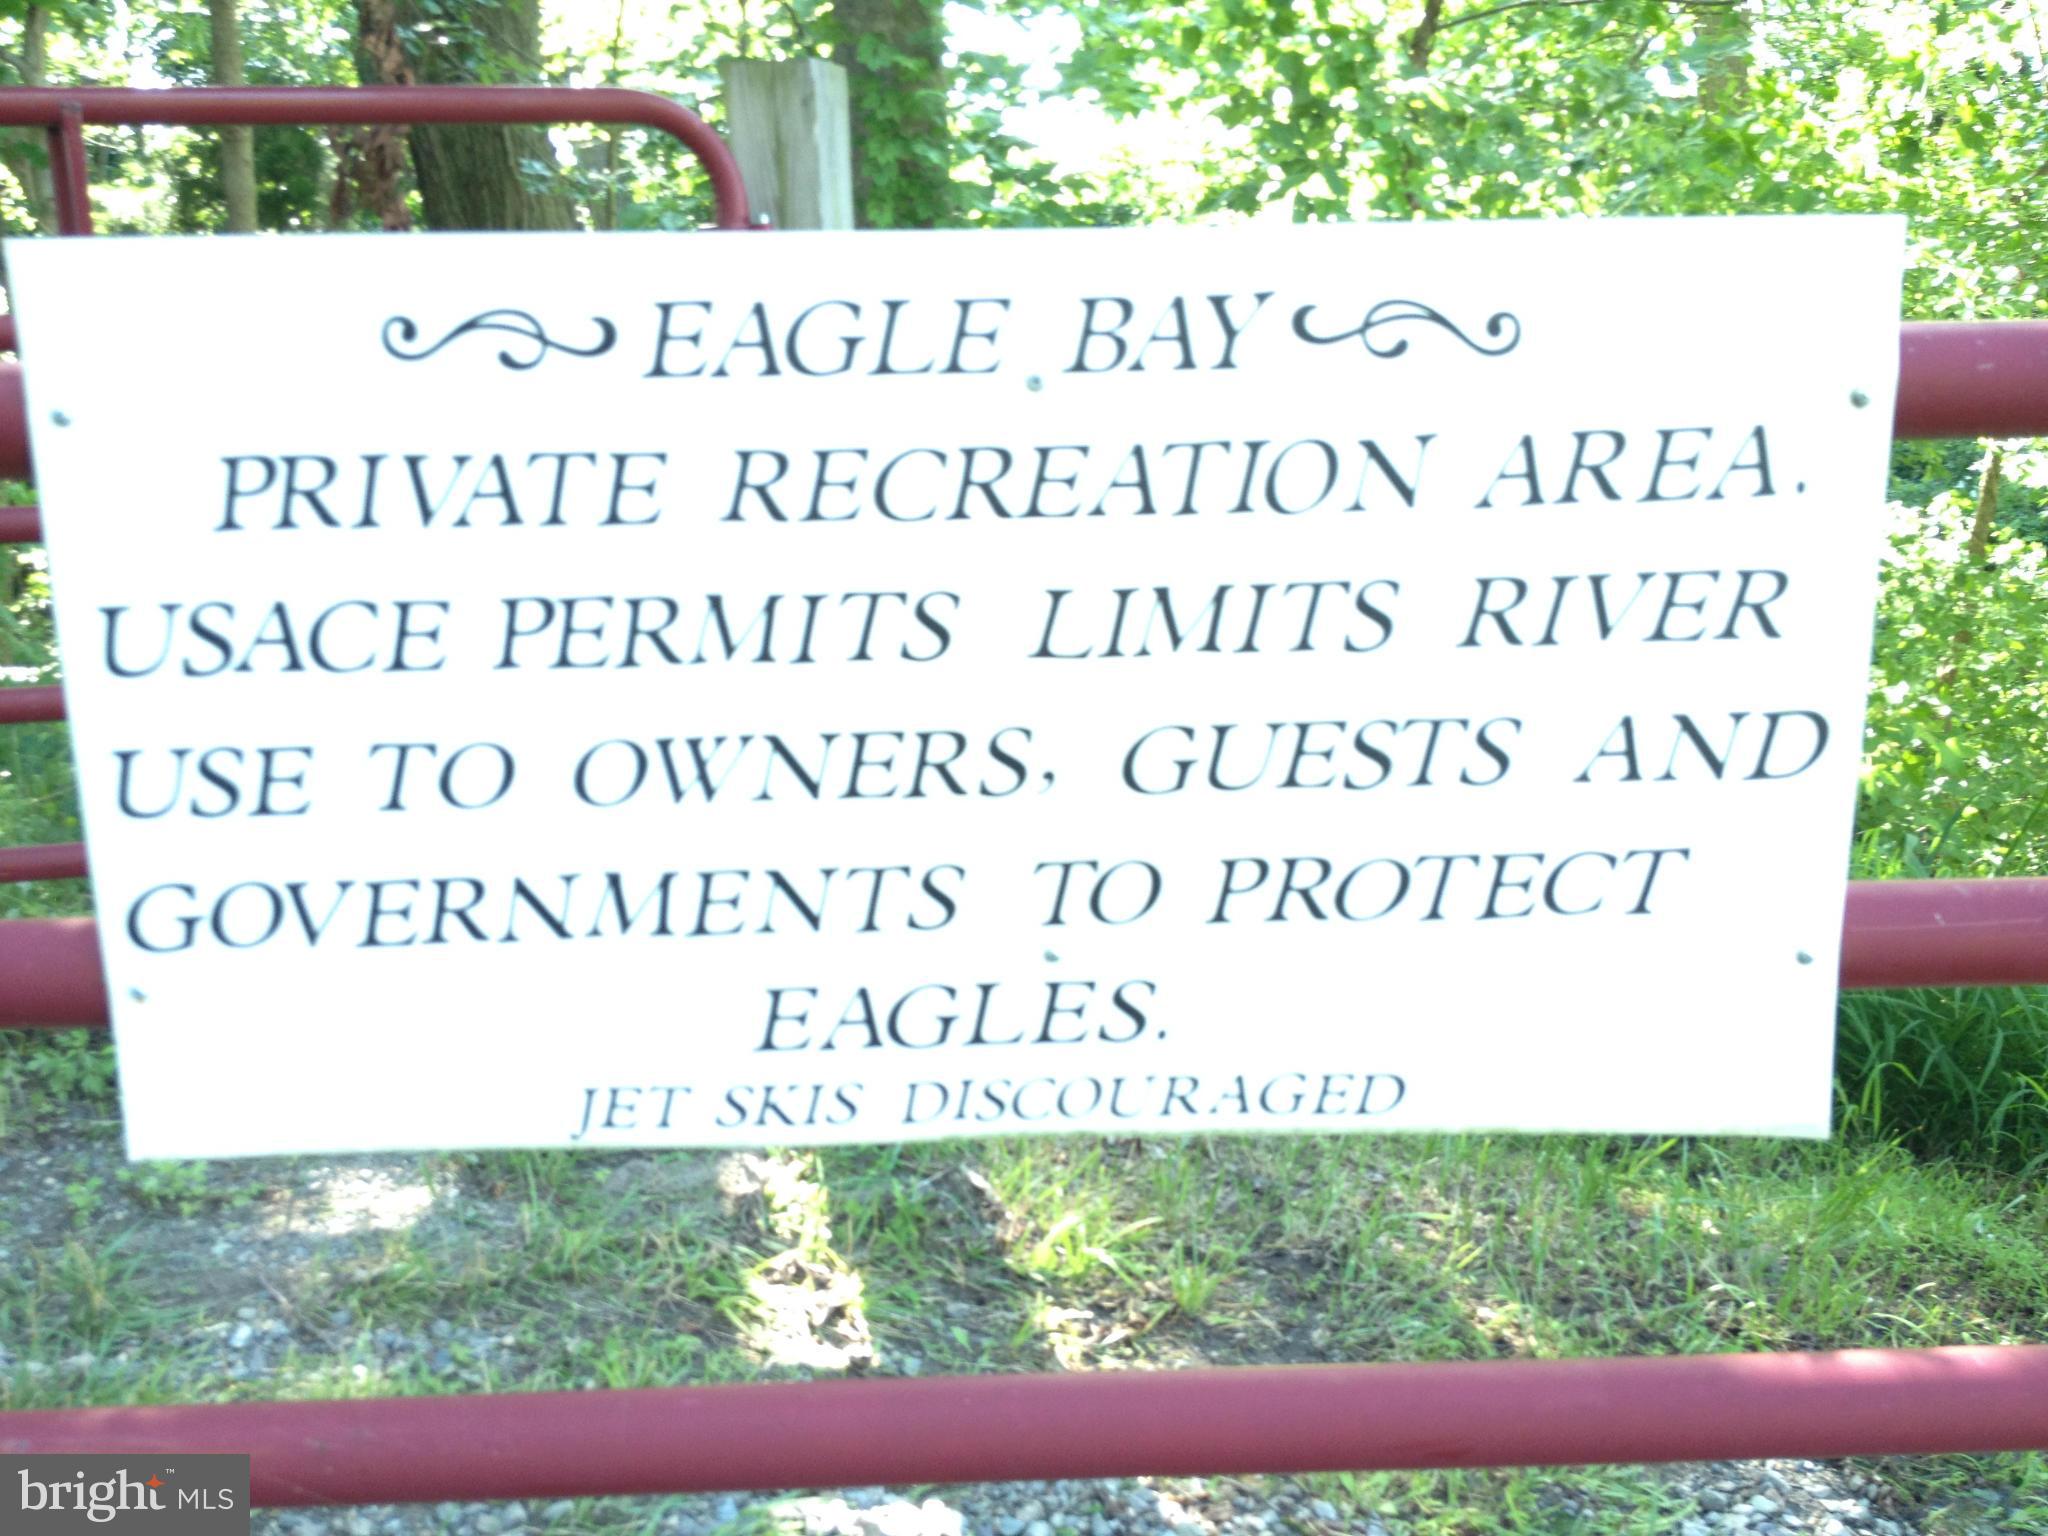 EAGLE BAY
PRIVATE RECREATION AREA.
USACE PERMITS LIMITS RIVER
USE TO OWNERS, GUESTS AND
GOVERNMENTS TO PROTECT
EAGLES.
JET SKIS DISCOURAGED
bright™ MLS